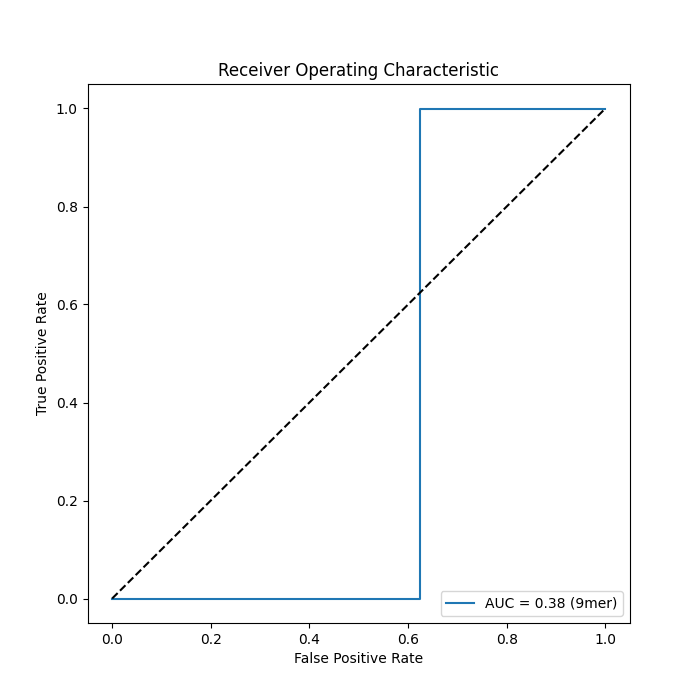 Receiver Operating Characteristic
1.0
0.8
0.6
0.4
0.2
0.0
True Positive Rate
AUC = 0.38 (9mer)
0.0 0.2 0.4 0.6 0.8 1.0
False Positive Rate